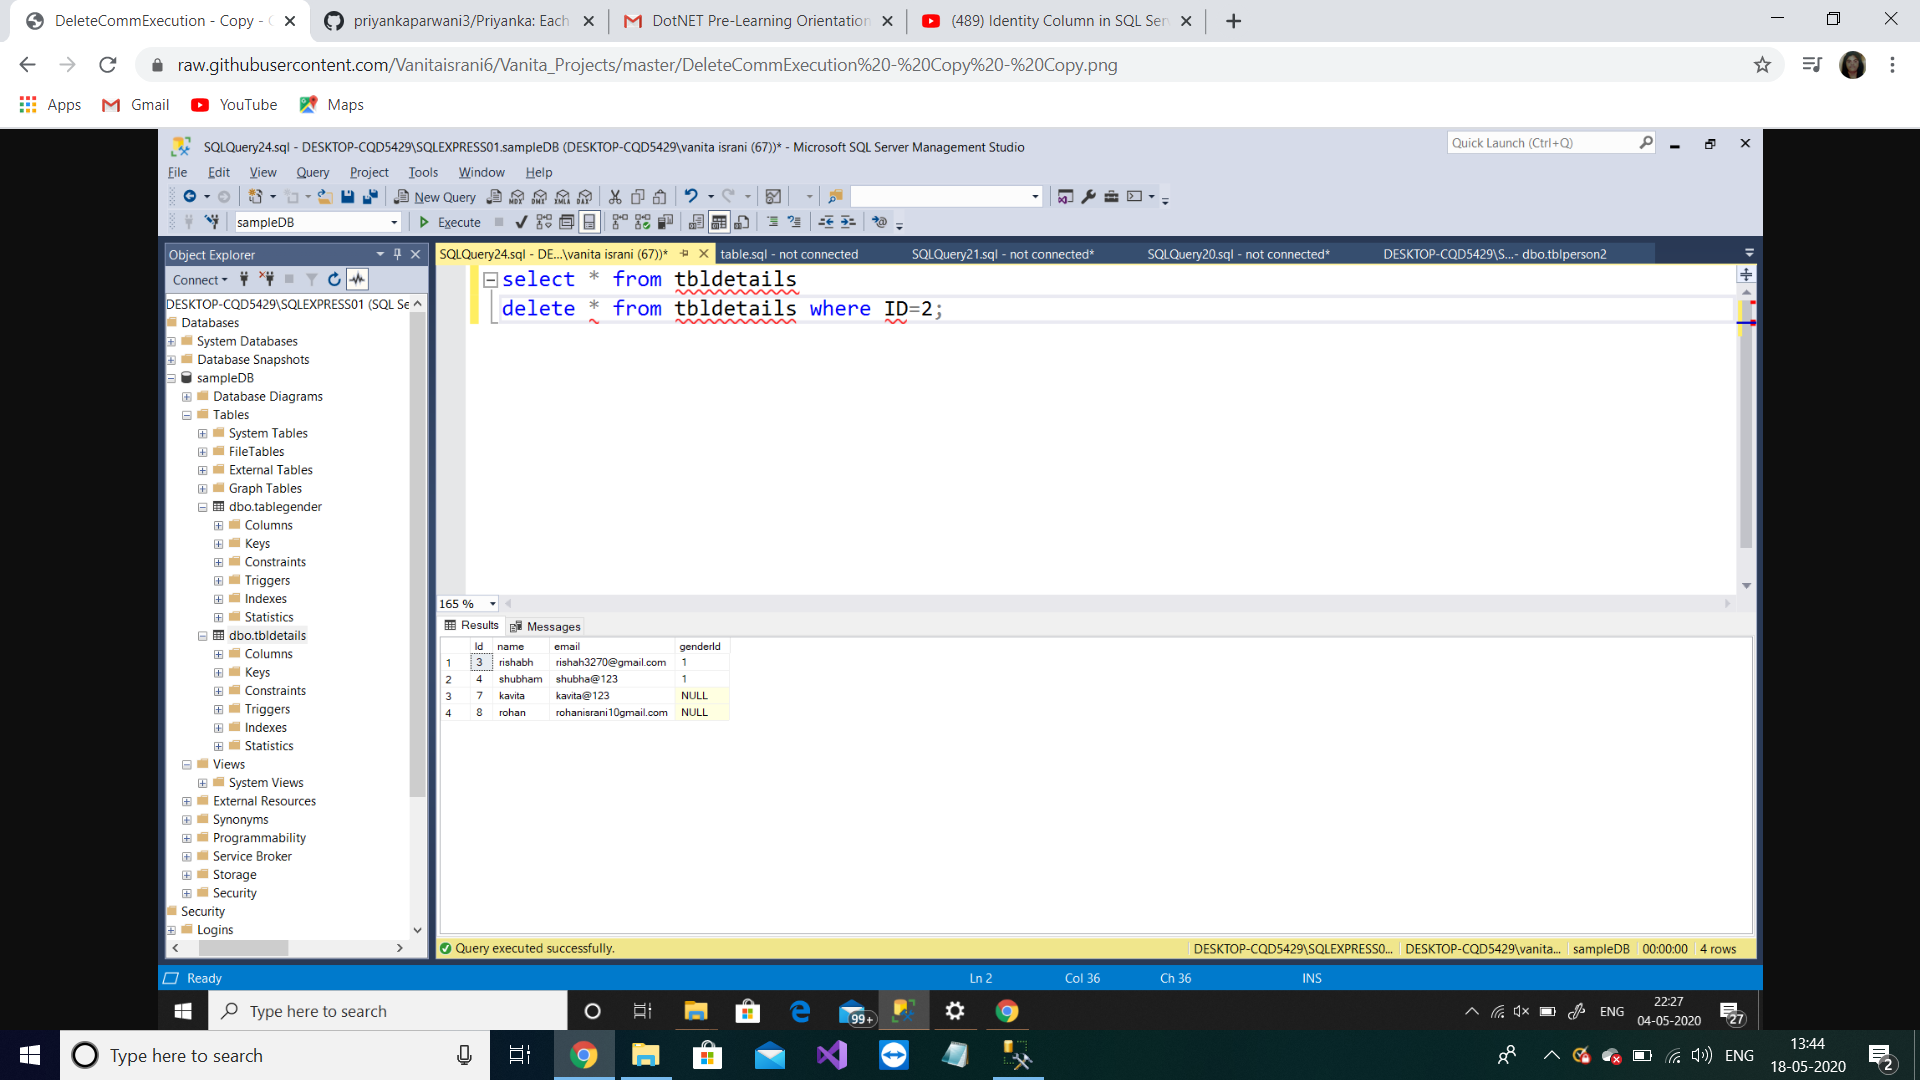 DeleteCommExecution - Copy - C
priyankaparwani3/Priyanka: Each
DotNET Pre-Learning Orientation
(489) Identity Column in SQL Ser
raw.githubusercontent.com/Vanitaisrani6/Vanita_Projects/master/DeleteCommExecution%20-%20Copy%20-%20Copy.png
Apps Gmail YouTube Maps
SQLQuery24.sql - DESKTOP-CQD5429\SQLEXPRESS01.sampleDB (DESKTOP-CQD5429\vanita israni (67))* - Microsoft SQL Server Management Studio
Quick Launch (Ctrl+Q)
File Edit View Query Project Tools Window Help
New Query
sampleDB Execute
Object Explorer
Connect
DESKTOP-CQD5429\SQLEXPRESS01 (SQL Se
Databases
System Databases
Database Snapshots
sampleDB
Database Diagrams
Tables
System Tables
FileTables
External Tables
Graph Tables
dbo.tablegender
Columns
Keys
Constraints
Triggers
Indexes
Statistics
dbo.tbldetails
Columns
Keys
Constraints
Triggers
Indexes
Statistics
Views
System Views
External Resources
Synonyms
Programmability
Service Broker
Storage
Security
Security
Logins
SQLQuery24.sql - DE...\vanita israni (67))*
table.sql - not connected
SQLQuery21.sql - not connected*
SQLQuery20.sql - not connected*
DESKTOP-CQD5429\S...- dbo.tblperson2
select * from tbldetails
delete * from tbldetails where ID=2;
165 %
Results Messages
Id name email genderId
1 3 rishabh rishah3270@gmail.com 1
2 4 shubham shubha@123 1
3 7 kavita kavita@123 NULL
4 8 rohan rohanisrani10gmail.com NULL
Query executed successfully.
DESKTOP-CQD5429\SQLEXPRESS0... DESKTOP-CQD5429\vanita... sampleDB 00:00:00 4 rows
Ready Ln 2 Col 36 Ch 36 INS
Type here to search
99+
ENG
22:27
04-05-2020
27
Type here to search
ENG
13:44
18-05-2020
2